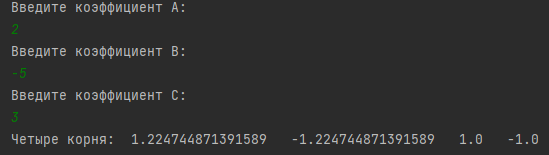 Введите коэффициент A:
2
Введите коэффициент B:
-5
Введите коэффициент C:
3
Четыре корня:  1.224744871391589   -1.224744871391589   1.0   -1.0